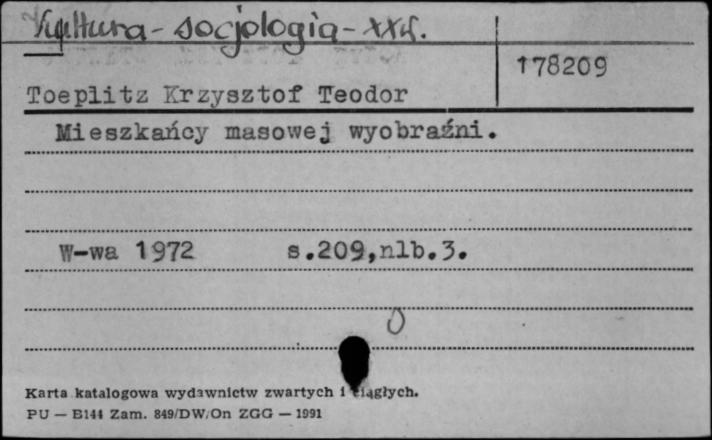 Kultura - socjologia - XXw.
178209
Toeplitz Krzysztof Teodor
Mieszkańcy masowej wyobraźni.
W-wa 1972 s.209,nlb.3.
0
Karta katalogowa wydawnictw zwartych i ciągłych.
PU — B144 Zam. 849/DW/On ZGG — 1991